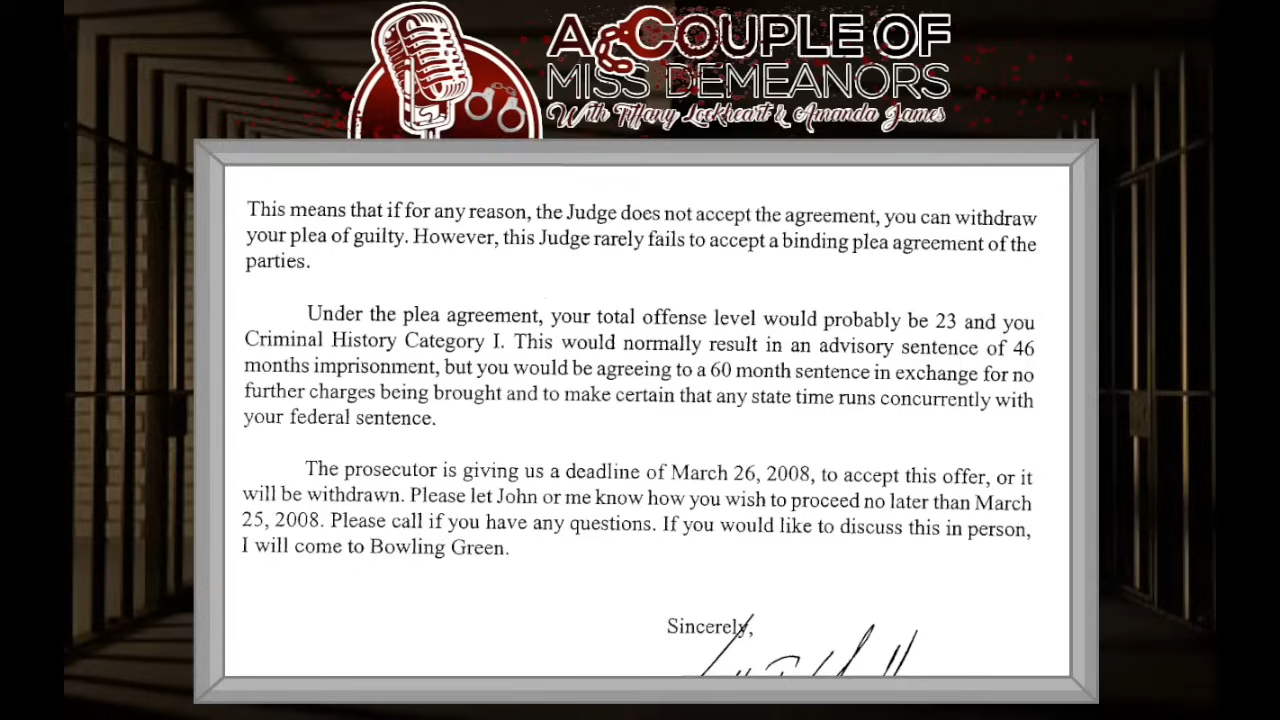 A COUPLE OF
MISS DEMEANORS
With Tiffany Lockheart & Amanda James
This means that if for any reason, the Judge does not accept the agreement, you can withdraw
your plea of guilty. However, this Judge rarely fails to accept a binding plea agreement of the
parties.
Under the plea agreement, your total offense level would probably be 23 and you
Criminal History Category I. This would normally result in an advisory sentence of 46
months imprisonment, but you would be agreeing to a 60 month sentence in exchange for no
further charges being brought and to make certain that any state time runs concurrently with
your federal sentence.
The prosecutor is giving us a deadline of March 26, 2008, to accept this offer, or it
will be withdrawn. Please let John or me know how you wish to proceed no later than March
25, 2008. Please call if you have any questions. If you would like to discuss this in person,
I will come to Bowling Green.
Sincerely,